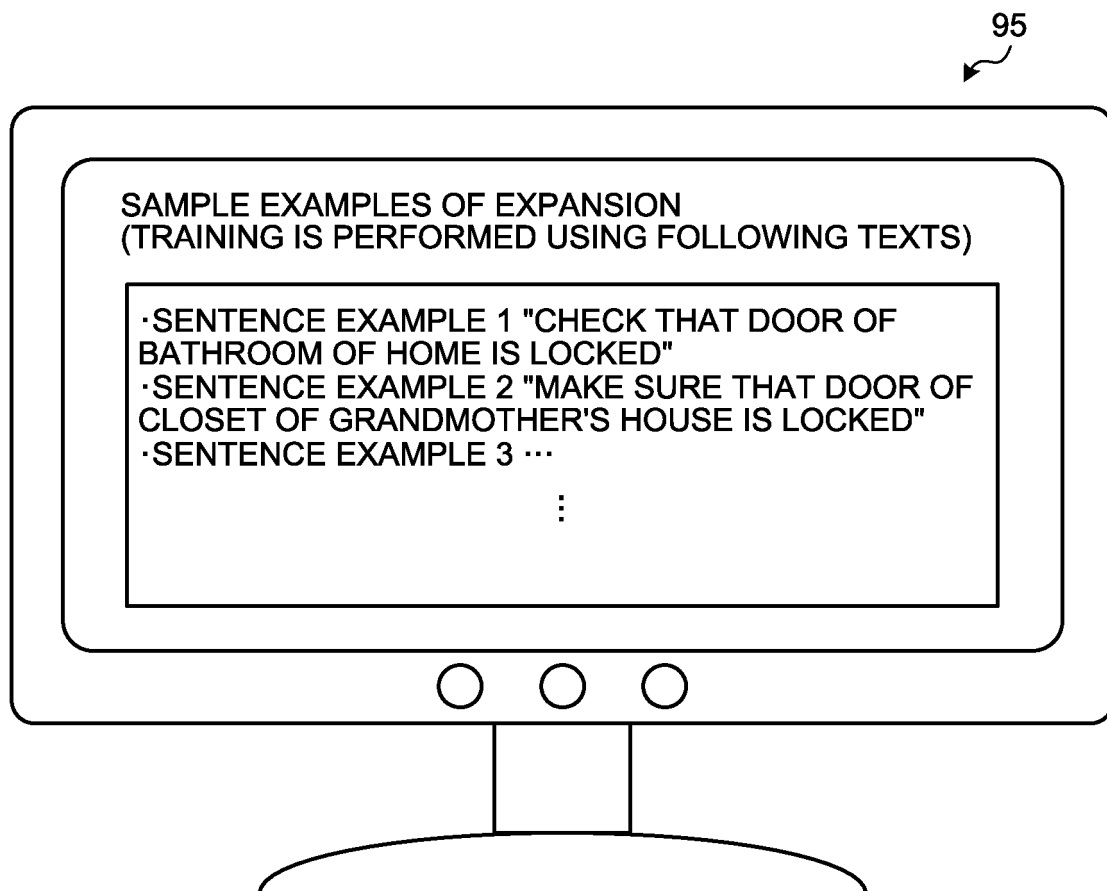 95
SAMPLE EXAMPLES OF EXPANSION
(TRAINING IS PERFORMED USING FOLLOWING TEXTS)
·SENTENCE EXAMPLE 1 "CHECK THAT DOOR OF
BATHROOM OF HOME IS LOCKED"
·SENTENCE EXAMPLE 2 "MAKE SURE THAT DOOR OF
CLOSET OF GRANDMOTHER'S HOUSE IS LOCKED"
·SENTENCE EXAMPLE 3 ···
⋮